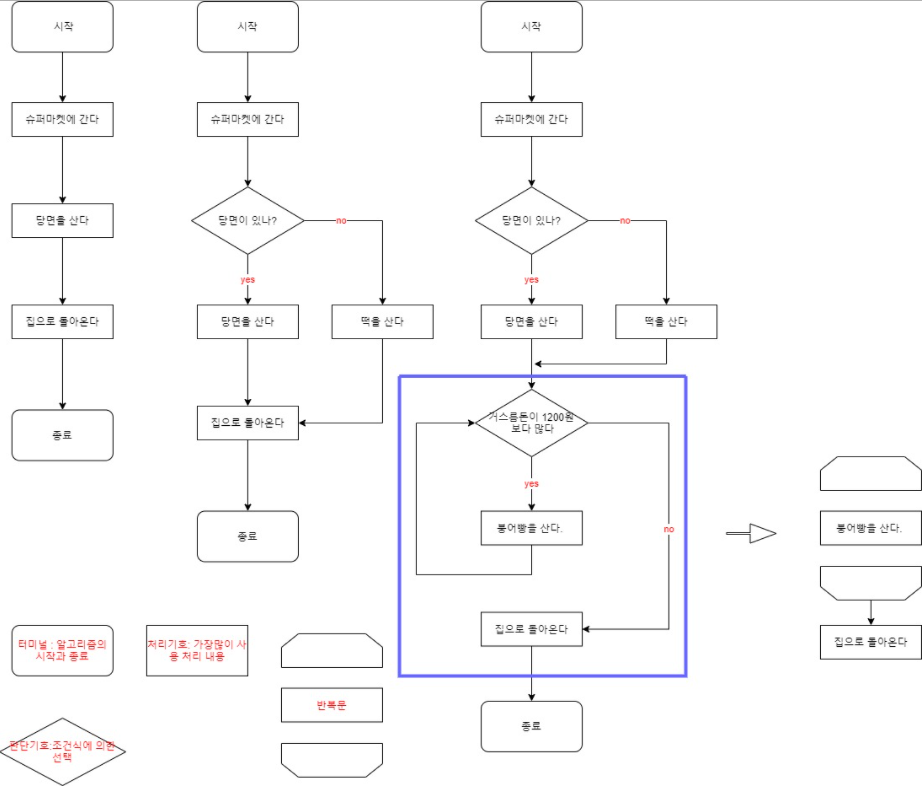 시작
슈퍼마켓에 간다
당면을 산다
집으로 돌아온다
종료
시작
슈퍼마켓에 간다
당면이 있나?
no
yes
당면을 산다
떡을 산다
집으로 돌아온다
종료
시작
슈퍼마켓에 간다
당면이 있나?
no
yes
당면을 산다
떡을 산다
거스름돈이 1200원
보다 많다
yes
no
붕어빵을 산다.
집으로 돌아온다
종료
붕어빵을 산다.
집으로 돌아온다
터미널 : 알고리즘의
시작과 종료
처리기호: 가장많이 사
용 처리 내용
반복문
판단기호:조건식에 의한
선택